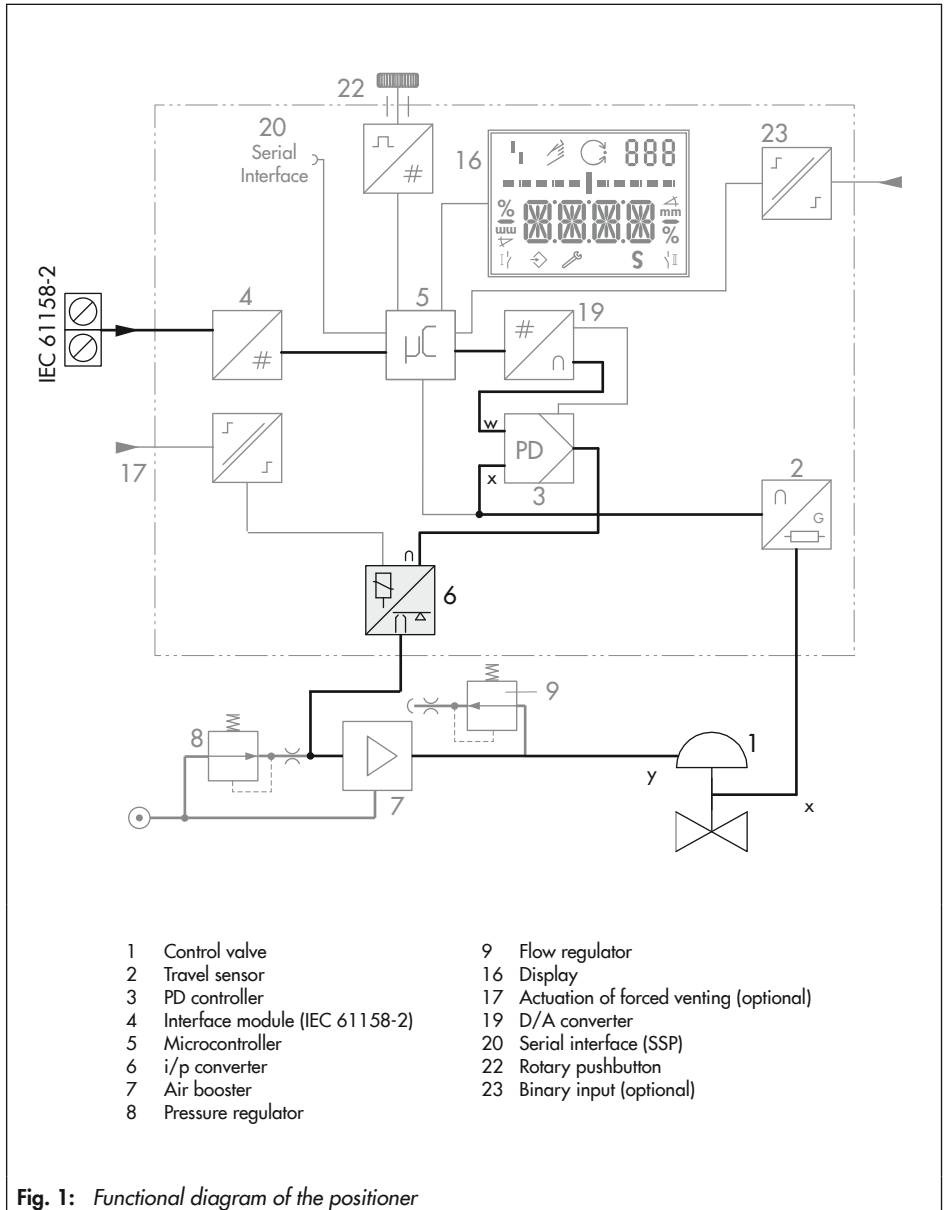 22
20
Serial
Interface
#
16
888
%
mm
%
mm
S
I
II
23
IEC 61158-2
4
#
5
µC
#
∩
19
w
PD
x
3
17
2
∩
G
∩
6
8
9
7
y
1
x
1 Control valve
2 Travel sensor
3 PD controller
4 Interface module (IEC 61158-2)
5 Microcontroller
6 i/p converter
7 Air booster
8 Pressure regulator
9 Flow regulator
16 Display
17 Actuation of forced venting (optional)
19 D/A converter
20 Serial interface (SSP)
22 Rotary pushbutton
23 Binary input (optional)
Fig. 1: Functional diagram of the positioner